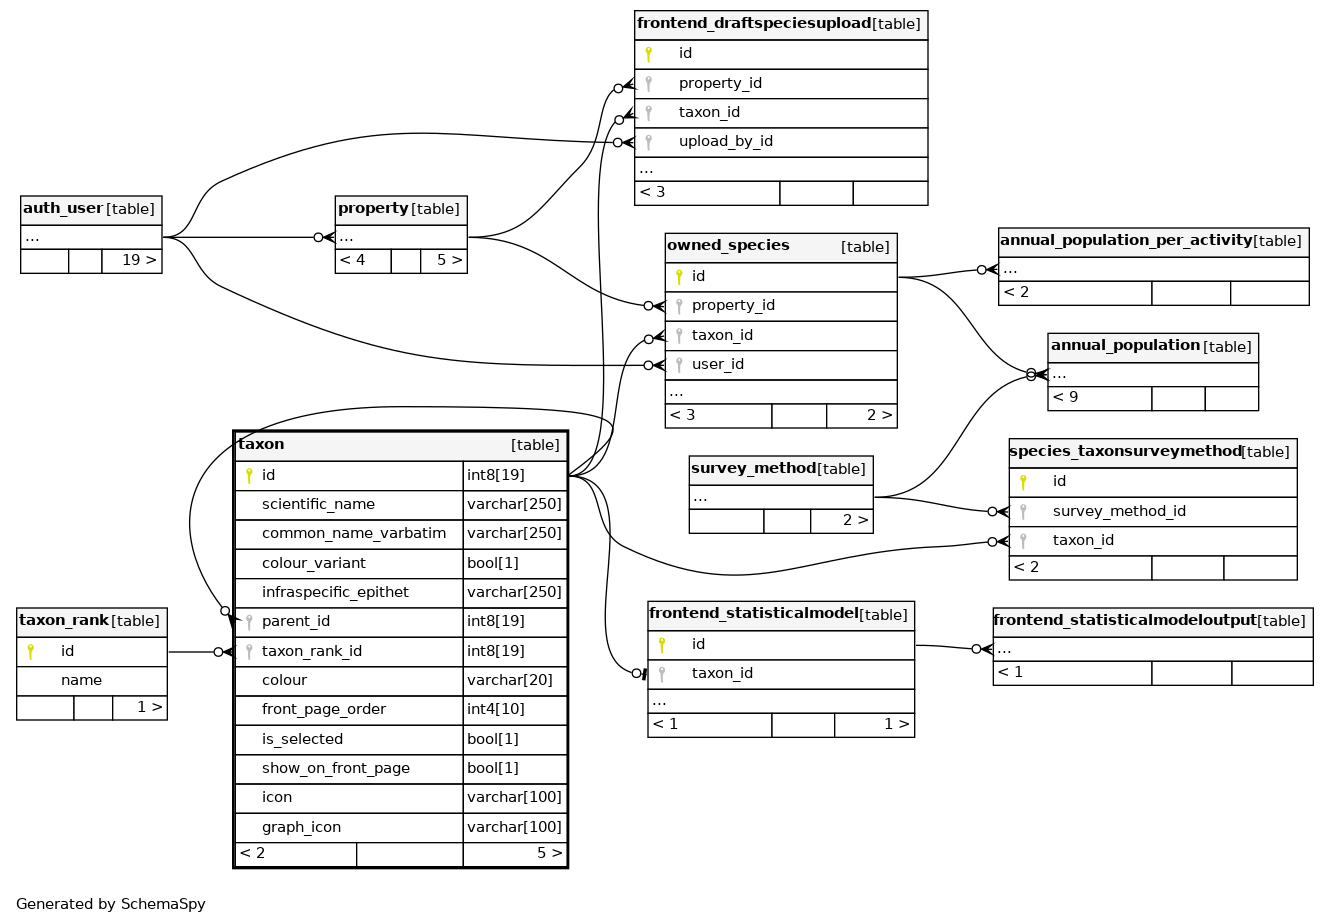 frontend_draftspeciesupload [table]
id
property_id
taxon_id
upload_by_id
...
< 3
auth_user [table]
...
19 >
property [table]
...
< 4 5 >
owned_species [table]
id
property_id
taxon_id
user_id
...
< 3 2 >
annual_population_per_activity [table]
...
< 2
annual_population [table]
...
< 9
taxon [table]
id int8[19]
scientific_name varchar[250]
common_name_varbatim varchar[250]
colour_variant bool[1]
infraspecific_epithet varchar[250]
parent_id int8[19]
taxon_rank_id int8[19]
colour varchar[20]
front_page_order int4[10]
is_selected bool[1]
show_on_front_page bool[1]
icon varchar[100]
graph_icon varchar[100]
< 2 5 >
survey_method [table]
...
2 >
species_taxonsurveymethod [table]
id
survey_method_id
taxon_id
< 2
taxon_rank [table]
id
name
1 >
frontend_statisticalmodel [table]
id
taxon_id
...
< 1 1 >
frontend_statisticalmodeloutput [table]
...
< 1
Generated by SchemaSpy